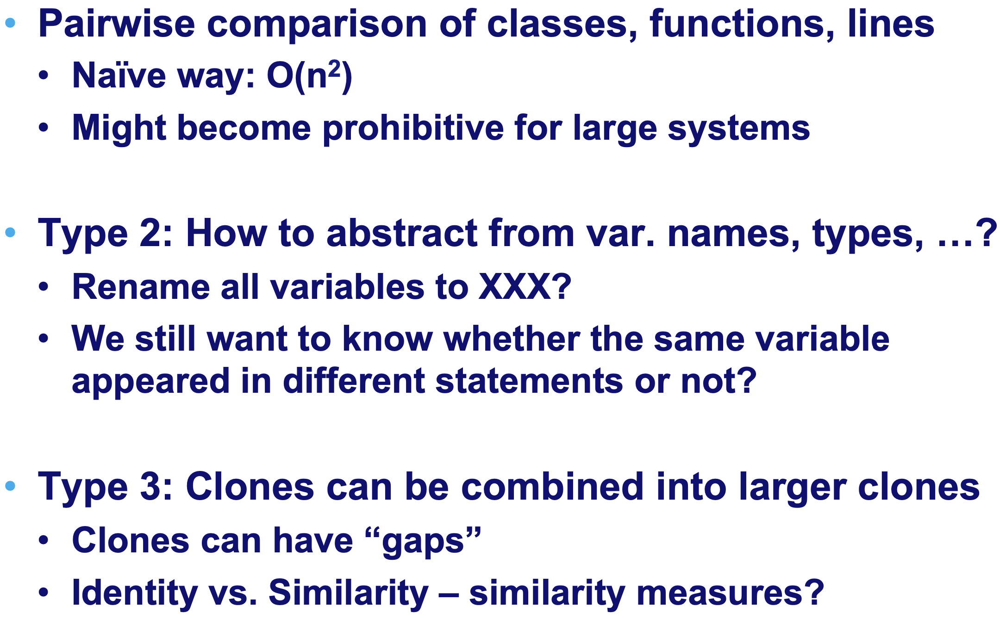 • Pairwise comparison of classes, functions, lines
• Naïve way: O(n²)
• Might become prohibitive for large systems
• Type 2: How to abstract from var. names, types, …?
• Rename all variables to XXX?
• We still want to know whether the same variable
appeared in different statements or not?
• Type 3: Clones can be combined into larger clones
• Clones can have “gaps”
• Identity vs. Similarity – similarity measures?